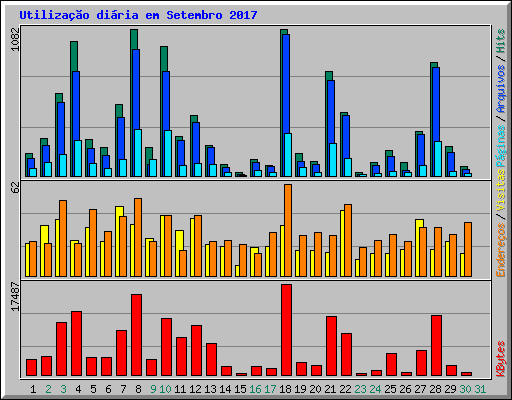 Utilização diária em Setembro 2017
1082
62
17487
Endereços / Visitas Páginas / Arquivos / Hits
KBytes
1 2 3 4 5 6 7 8 9 10 11 12 13 14 15 16 17 18 19 20 21 22 23 24 25 26 27 28 29 30 31